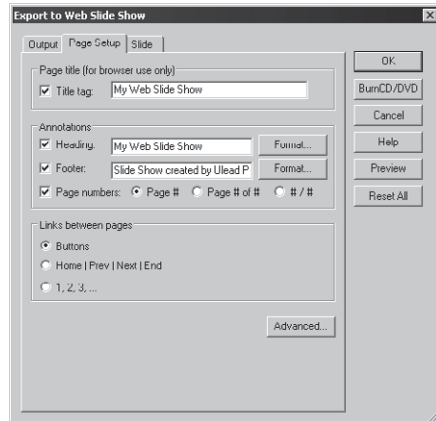 Export to Web Slide Show
Output Page Setup Slide
OK
Page title (for browser use only)
Title tag: My Web Slide Show
BurnCD/DVD
Cancel
Annotations
Heading: My Web Slide Show Format...
Help
Footer: Slide Show created by Ulead P Format...
Preview
Page numbers: Page # Page # of # # / #
Reset All
Links between pages
Buttons
Home | Prev | Next | End
1, 2, 3, ...
Advanced...